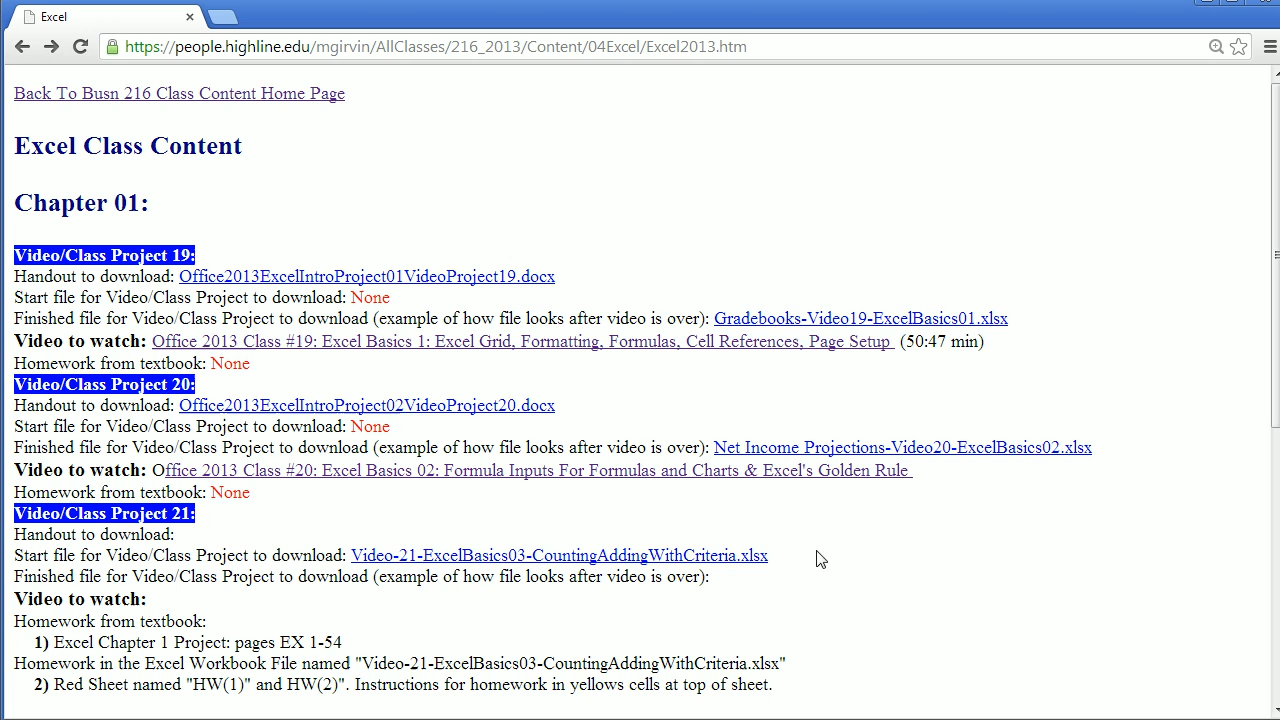 Excel
https://people.highline.edu/mgirvin/AllClasses/216_2013/Content/04Excel/Excel2013.htm
Back To Busn 216 Class Content Home Page
Excel Class Content
Chapter 01:
Video/Class Project 19:
Handout to download: Office2013ExcelIntroProject01VideoProject19.docx
Start file for Video/Class Project to download: None
Finished file for Video/Class Project to download (example of how file looks after video is over): Gradebooks-Video19-ExcelBasics01.xlsx
Video to watch: Office 2013 Class #19: Excel Basics 1: Excel Grid, Formatting, Formulas, Cell References, Page Setup (50:47 min)
Homework from textbook: None
Video/Class Project 20:
Handout to download: Office2013ExcelIntroProject02VideoProject20.docx
Start file for Video/Class Project to download: None
Finished file for Video/Class Project to download (example of how file looks after video is over): Net Income Projections-Video20-ExcelBasics02.xlsx
Video to watch: Office 2013 Class #20: Excel Basics 02: Formula Inputs For Formulas and Charts & Excel's Golden Rule
Homework from textbook: None
Video/Class Project 21:
Handout to download:
Start file for Video/Class Project to download: Video-21-ExcelBasics03-CountingAddingWithCriteria.xlsx
Finished file for Video/Class Project to download (example of how file looks after video is over):
Video to watch:
Homework from textbook:
1) Excel Chapter 1 Project: pages EX 1-54
Homework in the Excel Workbook File named "Video-21-ExcelBasics03-CountingAddingWithCriteria.xlsx"
2) Red Sheet named "HW(1)" and HW(2)". Instructions for homework in yellows cells at top of sheet.